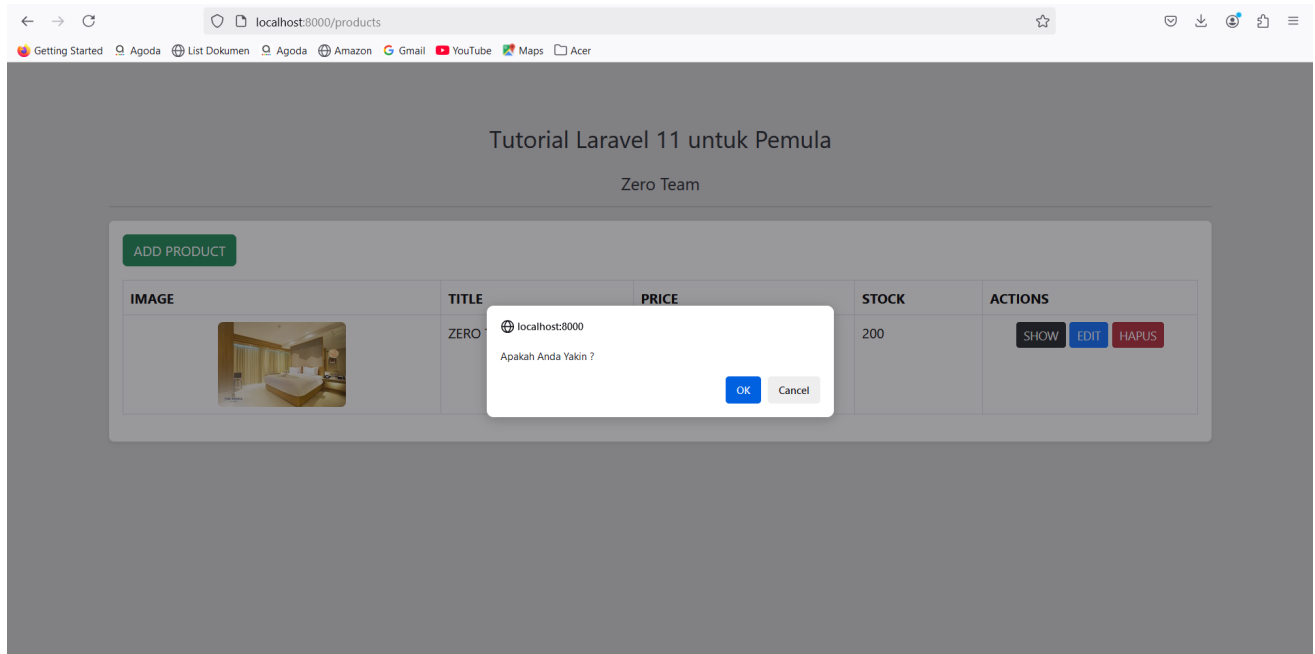 localhost:8000/products
Getting Started Agoda List Dokumen Agoda Amazon Gmail YouTube Maps Acer
Tutorial Laravel 11 untuk Pemula
Zero Team
ADD PRODUCT
IMAGE TITLE PRICE STOCK ACTIONS
ZERO 200 SHOW EDIT HAPUS
localhost:8000
Apakah Anda Yakin ?
OK Cancel